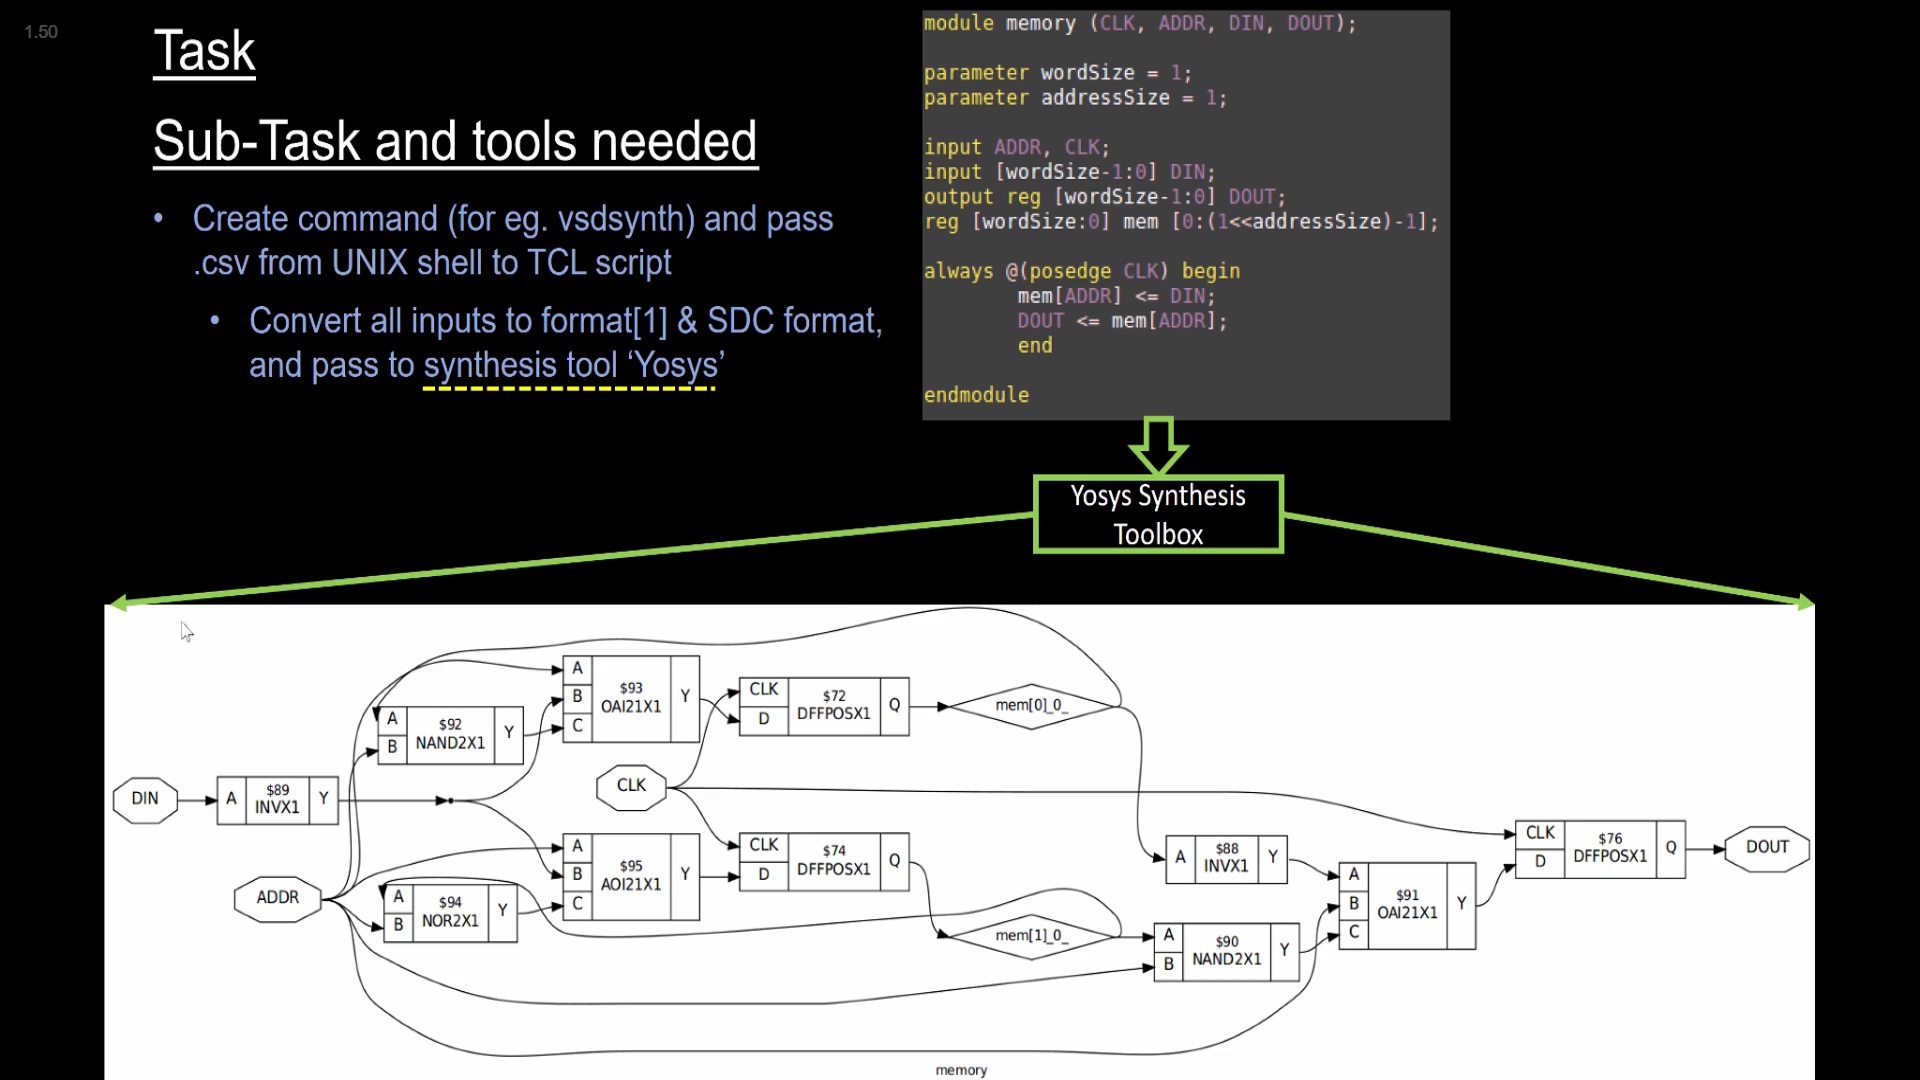 1.50
Task
Sub-Task and tools needed
• Create command (for eg. vsdsynth) and pass
.csv from UNIX shell to TCL script
• Convert all inputs to format[1] & SDC format,
and pass to synthesis tool ‘Yosys’
module memory (CLK, ADDR, DIN, DOUT);
parameter wordSize = 1;
parameter addressSize = 1;
input ADDR, CLK;
input [wordSize-1:0] DIN;
output reg [wordSize-1:0] DOUT;
reg [wordSize:0] mem [0:(1<<addressSize)-1];
always @(posedge CLK) begin
mem[ADDR] <= DIN;
DOUT <= mem[ADDR];
end
endmodule
Yosys Synthesis
Toolbox
DIN
A
$89
INVX1
Y
ADDR
A
B
$92
NAND2X1
Y
A
B
$94
NOR2X1
Y
A
B
C
$93
OAI21X1
Y
CLK
A
B
C
$95
AOI21X1
Y
CLK
D
$72
DFFPOSX1
Q
CLK
D
$74
DFFPOSX1
Q
mem[0]_0_
mem[1]_0_
A
$88
INVX1
Y
A
B
$90
NAND2X1
Y
A
B
C
$91
OAI21X1
Y
CLK
D
$76
DFFPOSX1
Q
DOUT
memory